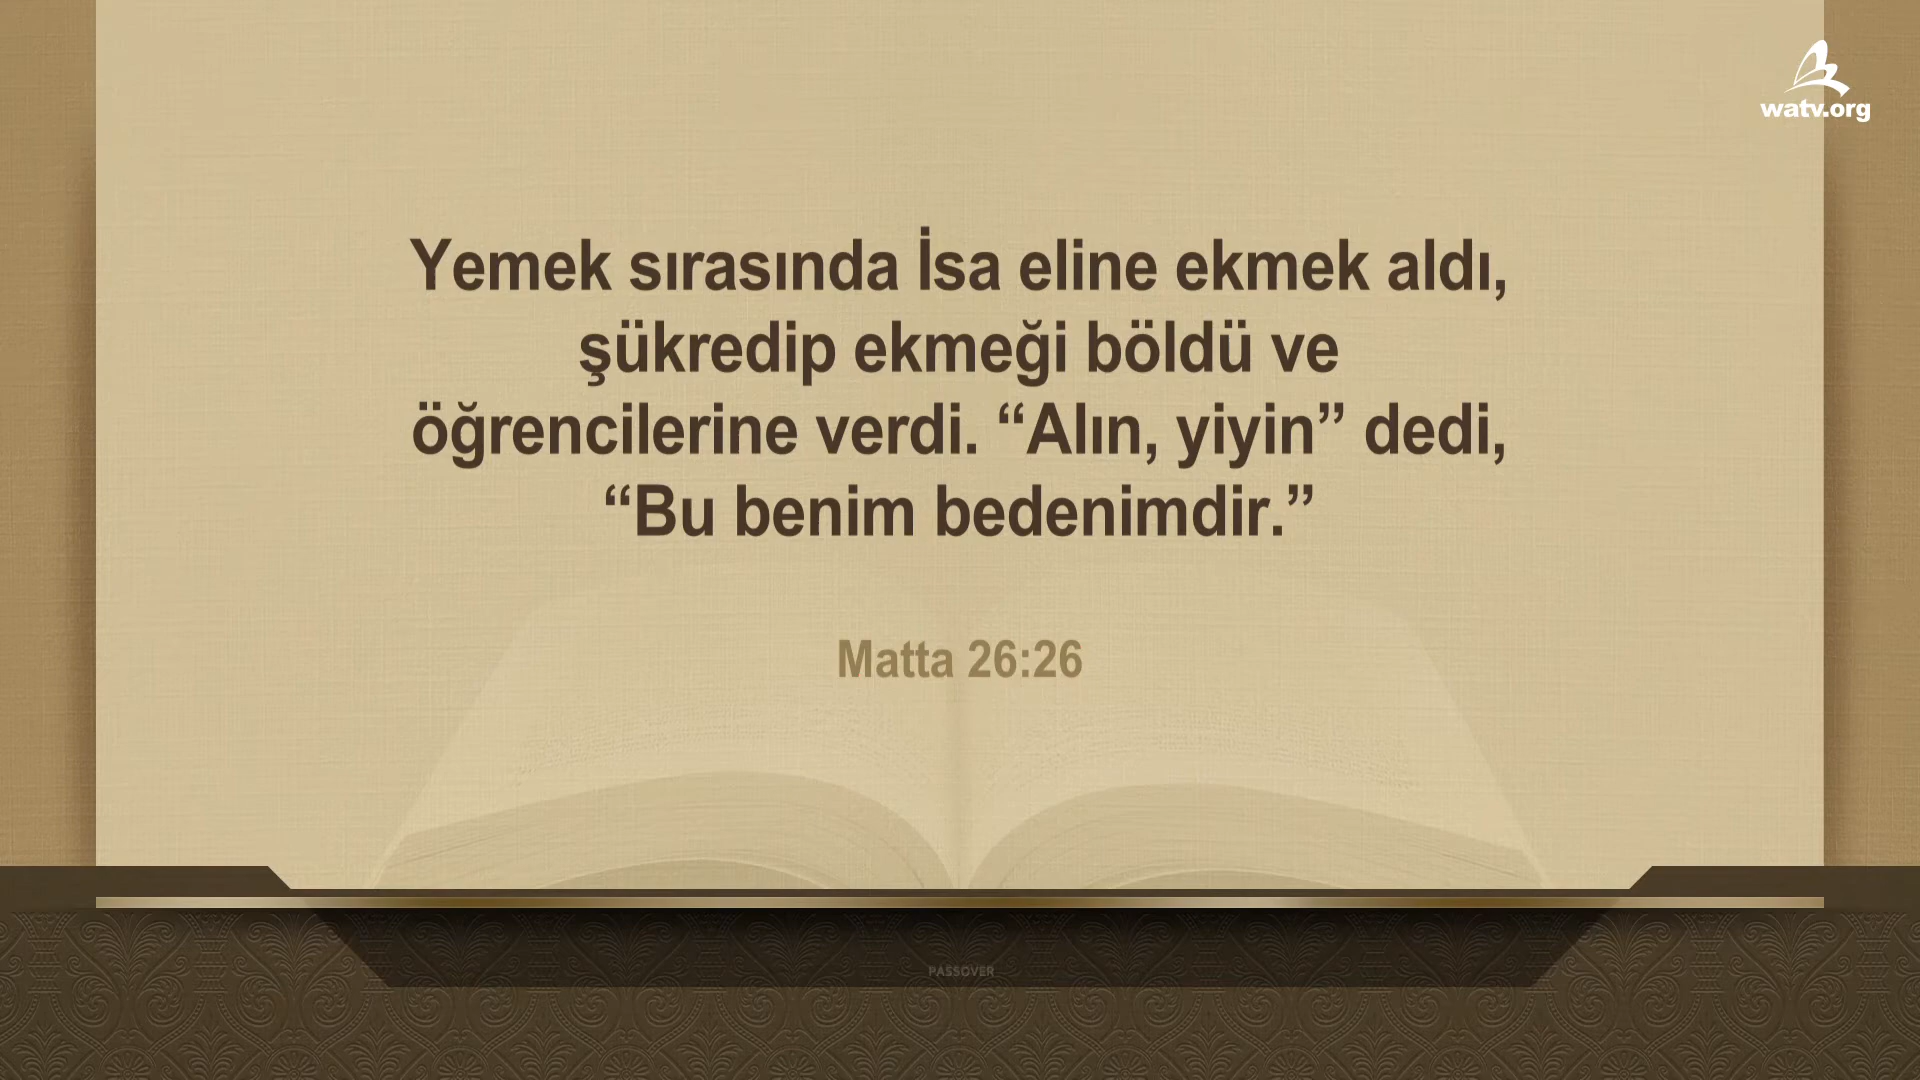 watv.org
Yemek sırasında İsa eline ekmek aldı,
şükredip ekmeği böldü ve
öğrencilerine verdi. “Alın, yiyin” dedi,
“Bu benim bedenimdir.”
Matta 26:26
PASSOVER